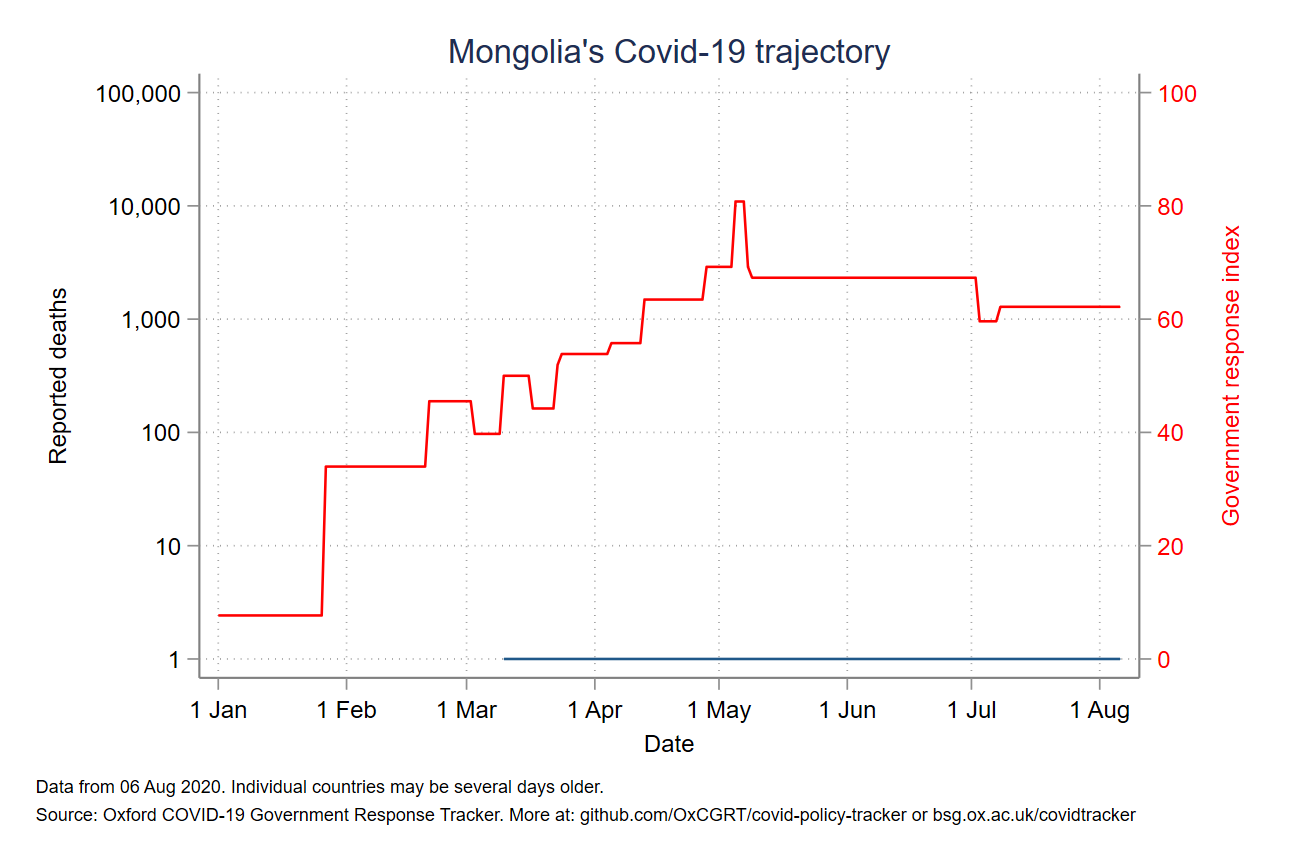 Mongolia's Covid-19 trajectory
100,000
10,000
1,000
100
10
1
Reported deaths
100
80
60
40
20
0
Government response index
1 Jan
1 Feb
1 Mar
1 Apr
1 May
1 Jun
1 Jul
1 Aug
Date
Data from 06 Aug 2020. Individual countries may be several days older.
Source: Oxford COVID-19 Government Response Tracker. More at: github.com/OxCGRT/covid-policy-tracker or bsg.ox.ac.uk/covidtracker